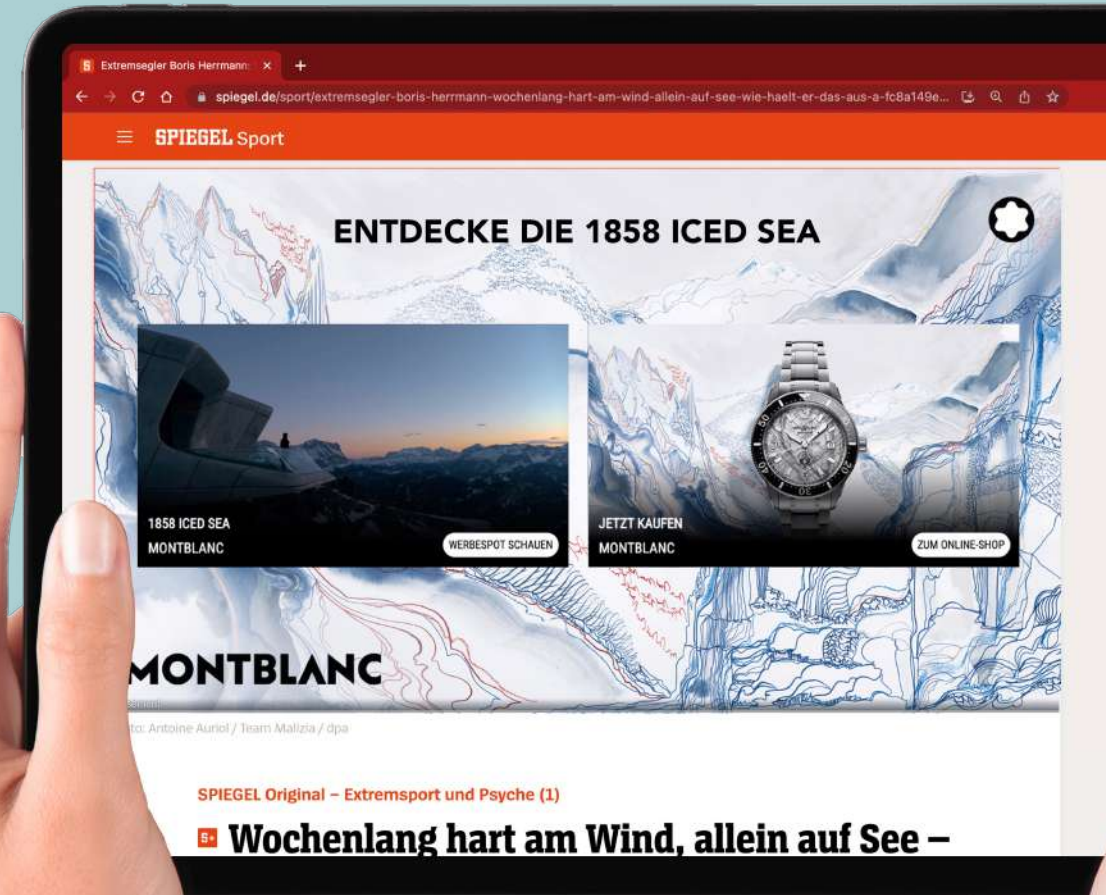 Extremsegler Boris Herrmann:
spiegel.de/sport/extremsegler-boris-herrmann-wochenlang-hart-am-wind-allein-auf-see-wie-haelt-er-das-aus-a-fc8a149e...
SPIEGEL Sport
ENTDECKE DIE 1858 ICED SEA
1858 ICED SEA
MONTBLANC
WERBESPOT SCHAUEN
JETZT KAUFEN
MONTBLANC
ZUM ONLINE-SHOP
MONTBLANC
Antoine Auriol / Team Malizia / dpa
SPIEGEL Original – Extremsport und Psyche (1)
S+ Wochenlang hart am Wind, allein auf See –